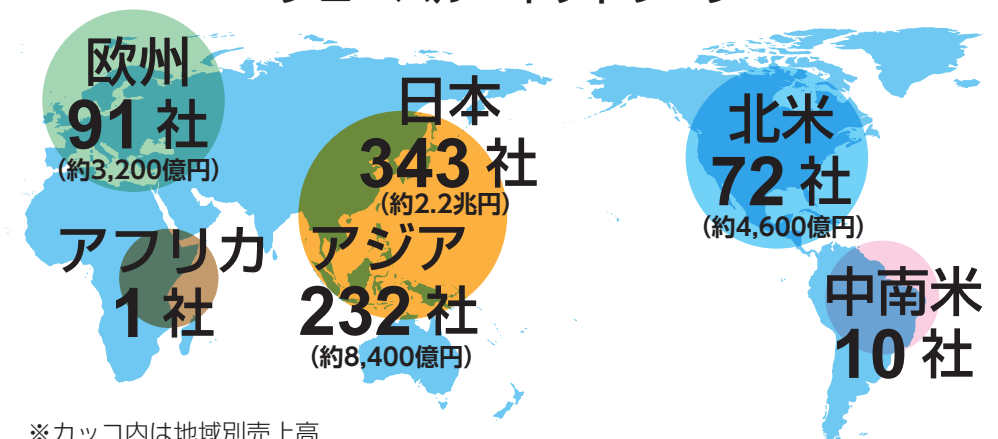 欧州
91 社
(約3,200億円)
日本
343 社
(約2.2兆円)
北米
72 社
(約4,600億円)
アフリカ
1 社
アジア
232 社
(約8,400億円)
中南米
10 社
※カッコ内は地域別売上高